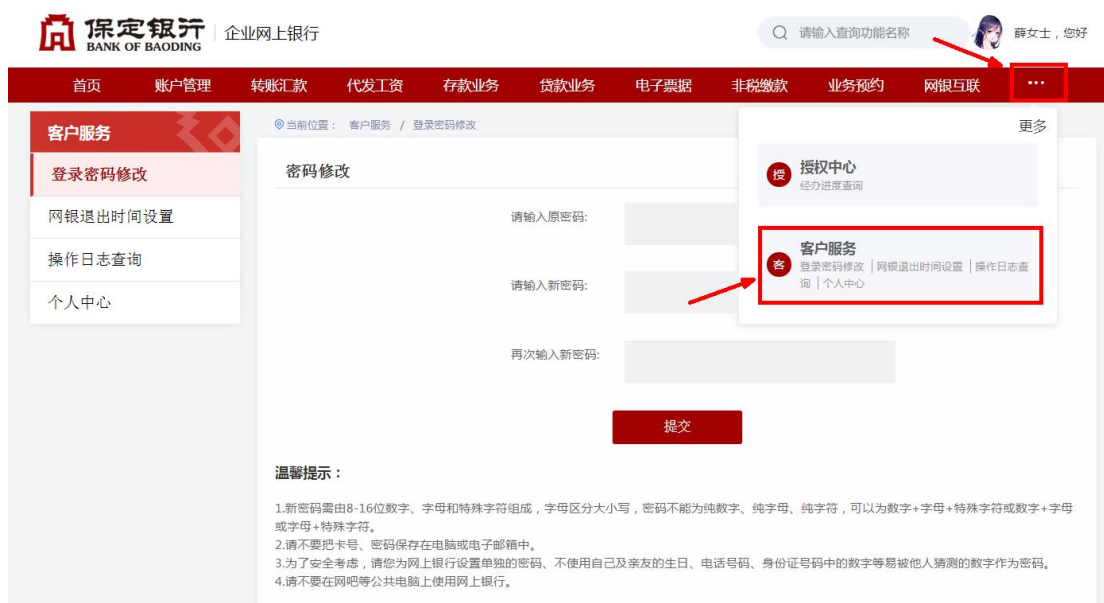 保定银行
BANK OF BAODING
企业网上银行
请输入查询功能名称
薛女士，您好
首页 账户管理 转账汇款 代发工资 存款业务 贷款业务 电子票据 非税缴款 业务预约 网银互联 ···
客户服务
登录密码修改
网银退出时间设置
操作日志查询
个人中心
当前位置： 客户服务 / 登录密码修改
密码修改
请输入原密码:
请输入新密码:
再次输入新密码:
提交
更多
授
授权中心
经办进度查询
客
客户服务
登录密码修改 |网银退出时间设置 |操作日志查
询 |个人中心
温馨提示：
1.新密码需由8-16位数字、字母和特殊字符组成，字母区分大小写，密码不能为纯数字、纯字母、纯字符，可以为数字+字母+特殊字符或数字+字母
或字母+特殊字符。
2.请不要把卡号、密码保存在电脑或电子邮箱中。
3.为了安全考虑，请您为网上银行设置单独的密码、不使用自己及亲友的生日、电话号码、身份证号码中的数字等易被他人猜测的数字作为密码。
4.请不要在网吧等公共电脑上使用网上银行。